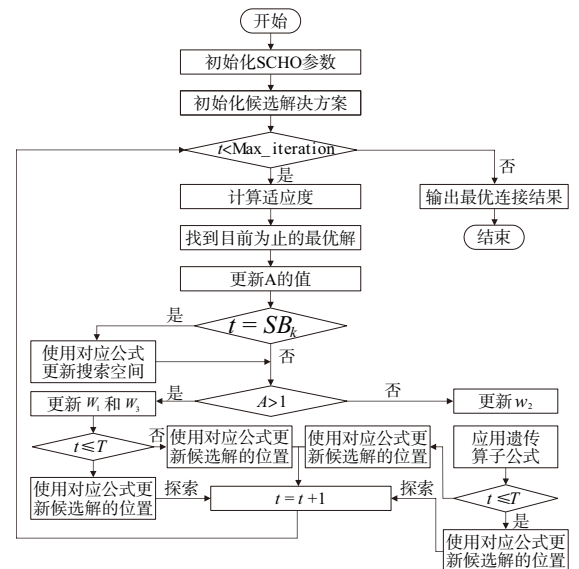 开始
初始化SCHO参数
初始化候选解决方案
t<Max_iteration
否
是
计算适应度
输出最优连接结果
找到目前为止的最优解
结束
更新A的值
是
t = SB_k
使用对应公式
更新搜索空间
否
是
A>1
否
更新 W_1 和 W_3
更新 w_2
t≤T
否
使用对应公式更
新候选解的位置
使用对应公式更
新候选解的位置
应用遗传
算子公式
使用对应公式更
新候选解的位置
探索
t = t +1
探索
t ≤T
是
使用对应公式更
新候选解的位置